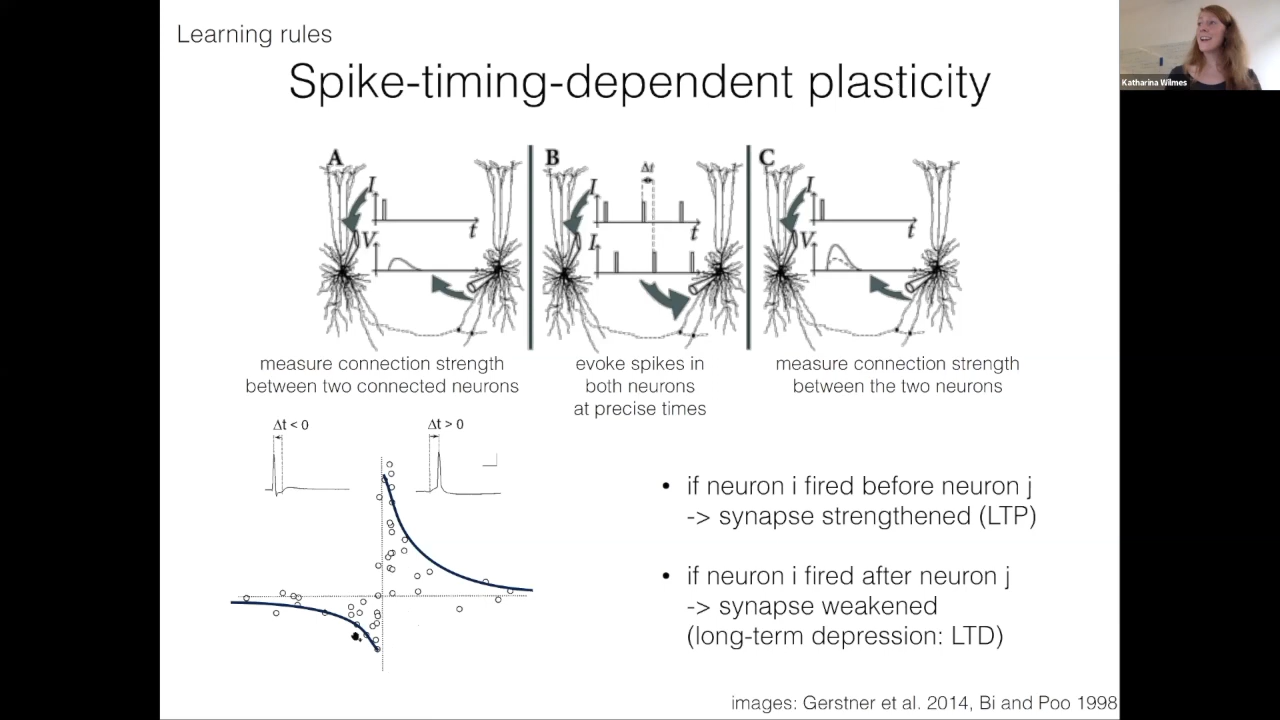 Learning rules
Spike-timing-dependent plasticity
Katharina Wilmes
A
I
t
V
B
Δt
I
t
I
C
I
t
V
measure connection strength
between two connected neurons
evoke spikes in
both neurons
at precise times
measure connection strength
between the two neurons
Δt < 0
Δt > 0
• if neuron i fired before neuron j
-> synapse strengthened (LTP)
• if neuron i fired after neuron j
-> synapse weakened
(long-term depression: LTD)
images: Gerstner et al. 2014, Bi and Poo 1998